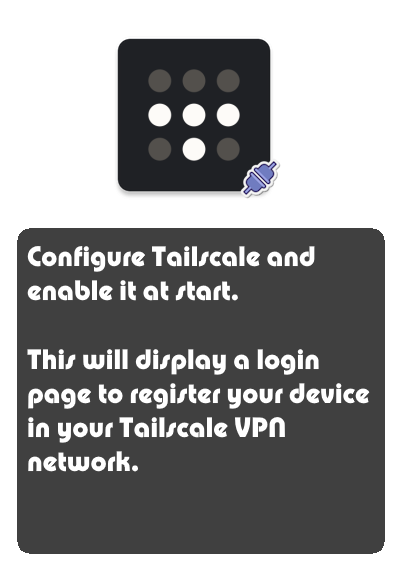 Configure Tailscale and
enable it at start.
This will display a login
page to register your device
in your Tailscale VPN
network.